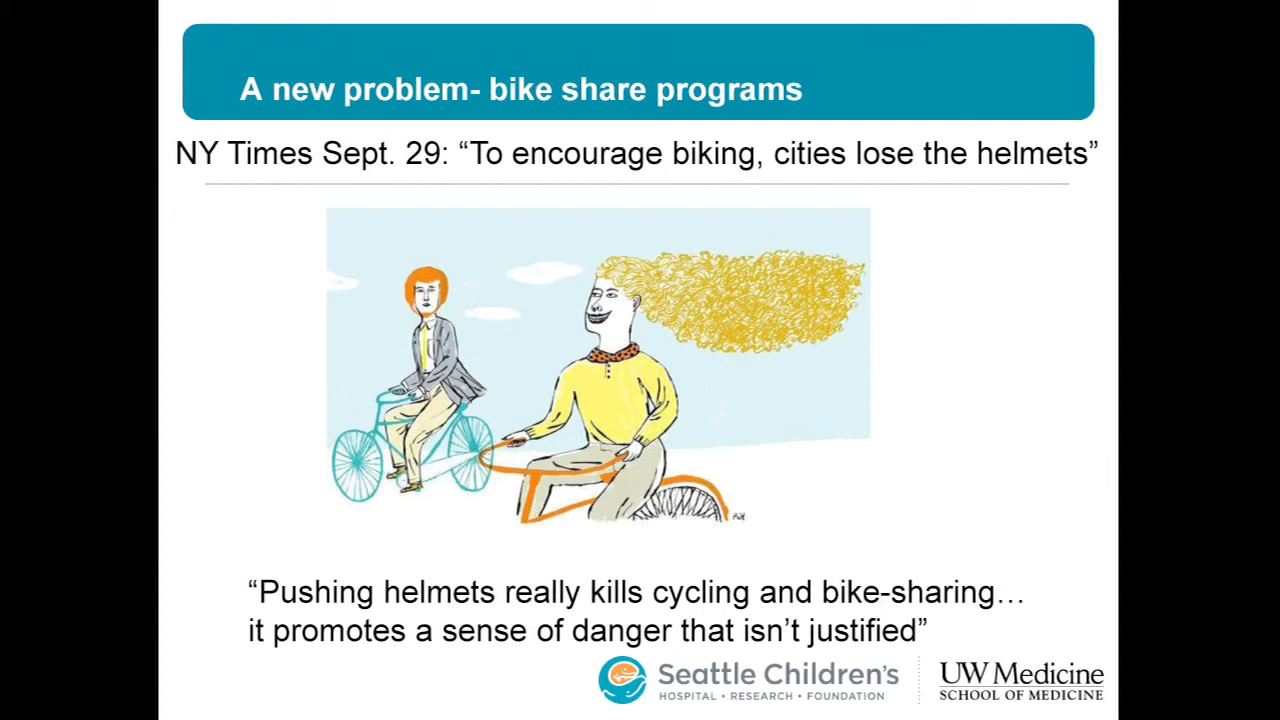 A new problem- bike share programs
NY Times Sept. 29: “To encourage biking, cities lose the helmets”
“Pushing helmets really kills cycling and bike-sharing…
it promotes a sense of danger that isn’t justified”
Seattle Children’s
HOSPITAL • RESEARCH • FOUNDATION
UW Medicine
SCHOOL OF MEDICINE